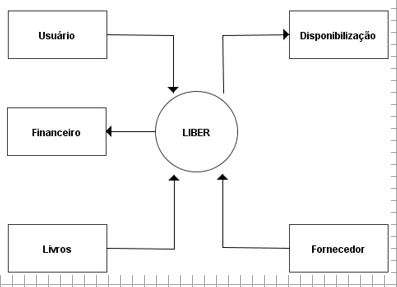 Usuário
Disponibilização
Financeiro
LIBER
Livros
Fornecedor